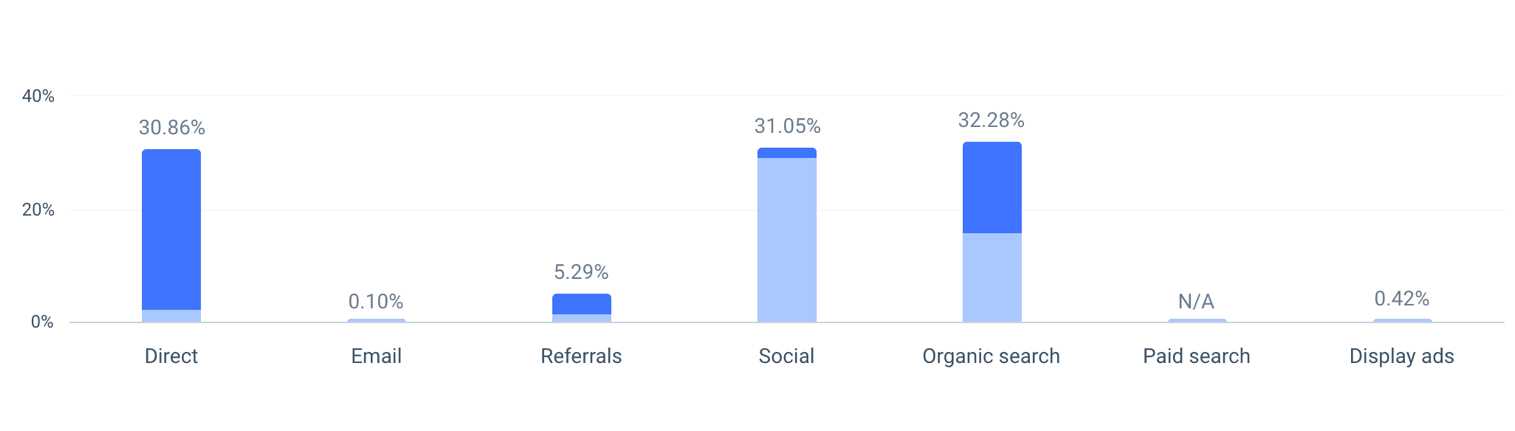 40%
20%
0%
30.86%
0.10%
5.29%
31.05%
32.28%
N/A
0.42%
Direct
Email
Referrals
Social
Organic search
Paid search
Display ads